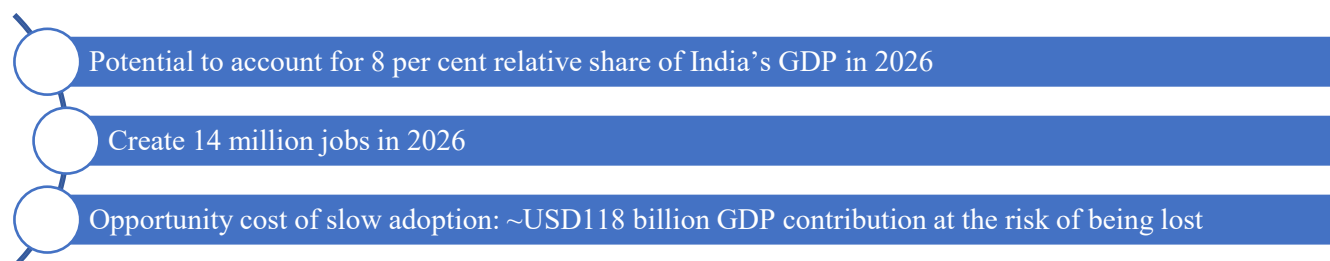 Potential to account for 8 per cent relative share of India’s GDP in 2026
Create 14 million jobs in 2026
Opportunity cost of slow adoption: ~USD118 billion GDP contribution at the risk of being lost